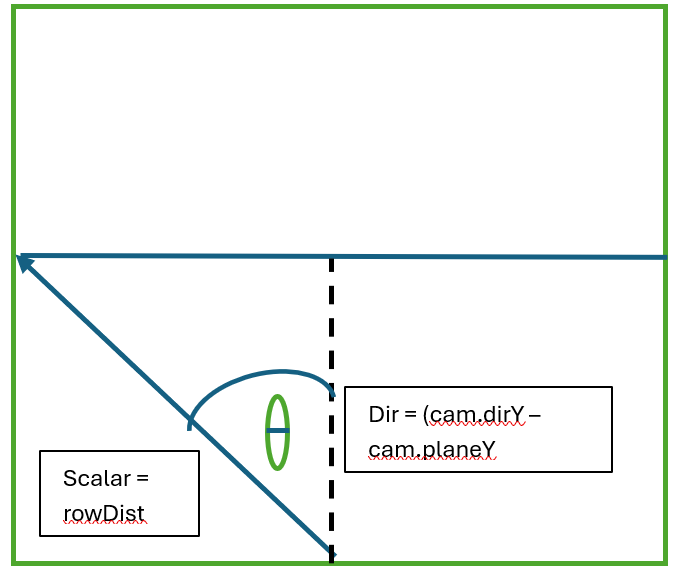 Dir = (cam.dirY –
cam.planeY
Scalar =
rowDist